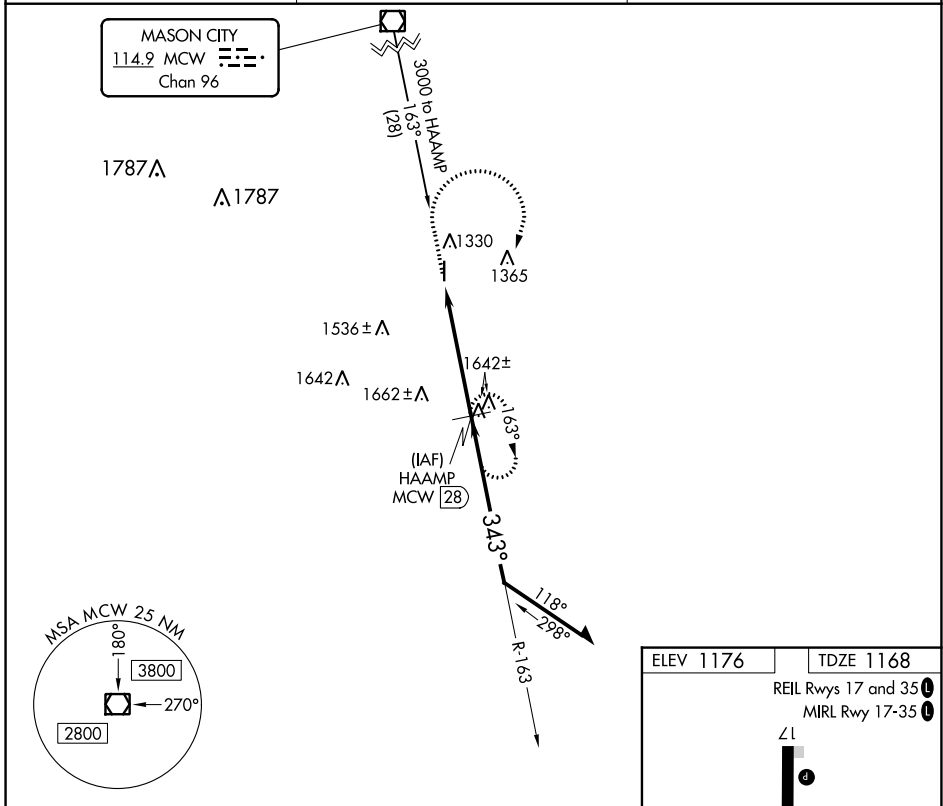 MASON CITY
114.9 MCW
Chan 96
3000 to HAAMP
163°
(28)
1787
1787
1330
1365
1536±
1642±
1642
1662±
163°
(IAF)
HAAMP
MCW 28
343°
118°
298°
R-163
MSA MCW 25 NM
180°
3800
270°
2800
ELEV 1176
TDZE 1168
REIL Rwys 17 and 35 L
MIRL Rwy 17-35 L
17
P